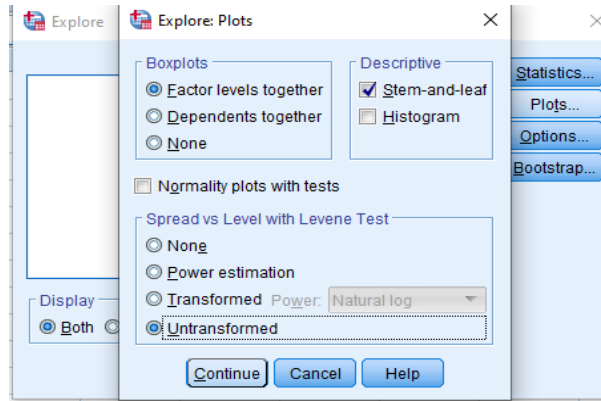 Explore
Explore: Plots
Boxplots
Factor levels together
Dependents together
None
Descriptive
Stem-and-leaf
Histogram
Normality plots with tests
Spread vs Level with Levene Test
None
Power estimation
Transformed Power: Natural log
Untransformed
Continue Cancel Help
Display
Both
Statistics...
Plots...
Options...
Bootstrap...